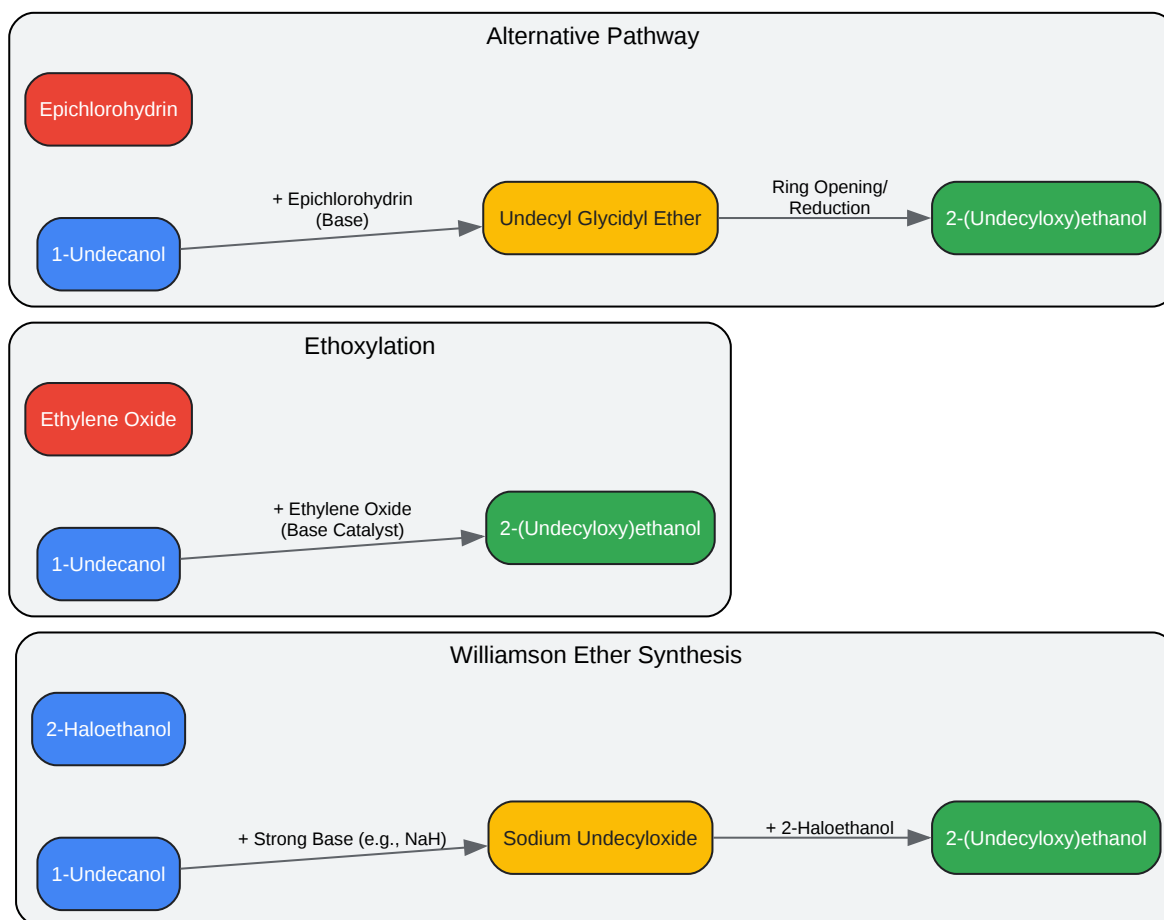 Alternative Pathway
Epichlorohydrin
1-Undecanol
+ Epichlorohydrin
(Base)
Undecyl Glycidyl Ether
Ring Opening/
Reduction
2-(Undecyloxy)ethanol
Ethoxylation
Ethylene Oxide
1-Undecanol
+ Ethylene Oxide
(Base Catalyst)
2-(Undecyloxy)ethanol
Williamson Ether Synthesis
2-Haloethanol
1-Undecanol
+ Strong Base (e.g., NaH)
Sodium Undecyloxide
+ 2-Haloethanol
2-(Undecyloxy)ethanol